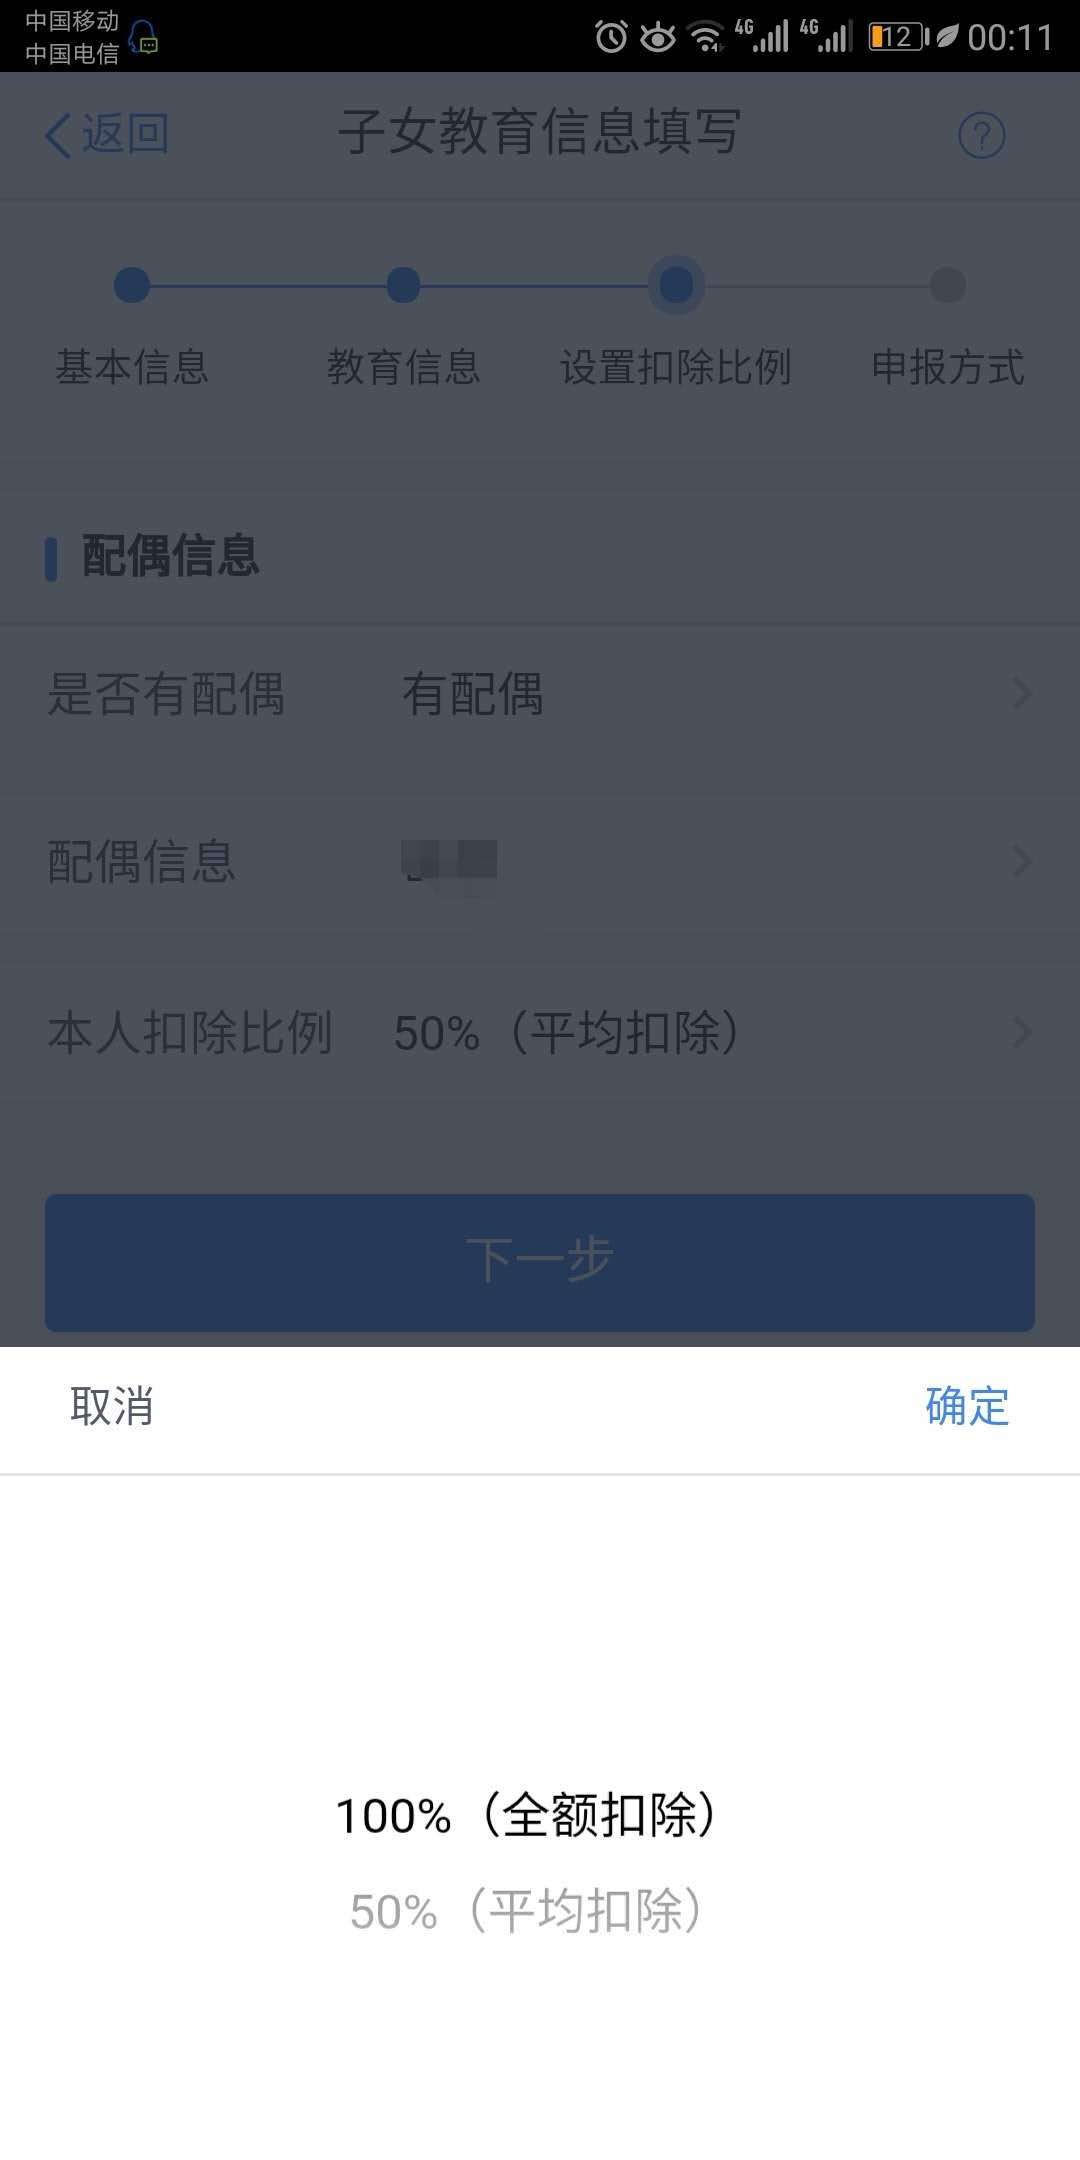 中国移动
中国电信
4G 4G 12 00:11
返回 子女教育信息填写 ?
基本信息 教育信息 设置扣除比例 申报方式
配偶信息
是否有配偶 有配偶
配偶信息
本人扣除比例 50%（平均扣除）
下一步
取消 确定
100%（全额扣除）
50%（平均扣除）